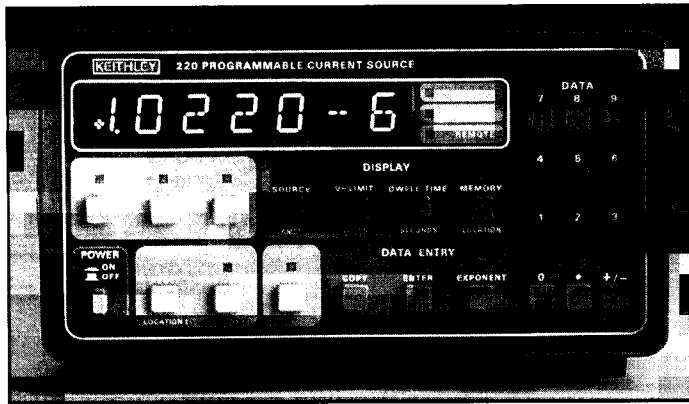 KEITHLEY 220 PROGRAMMABLE CURRENT SOURCE
+1.0220-6
REMOTE
DATA
7 8 9
DISPLAY
4 5 6
SOURCE V-LIMIT DWELL TIME MEMORY
SECONDS LOCATION
1 2 3
POWER
ON
OFF
DATA ENTRY
COPY ENTER EXPONENT
0 • +/−
LOCATION 1